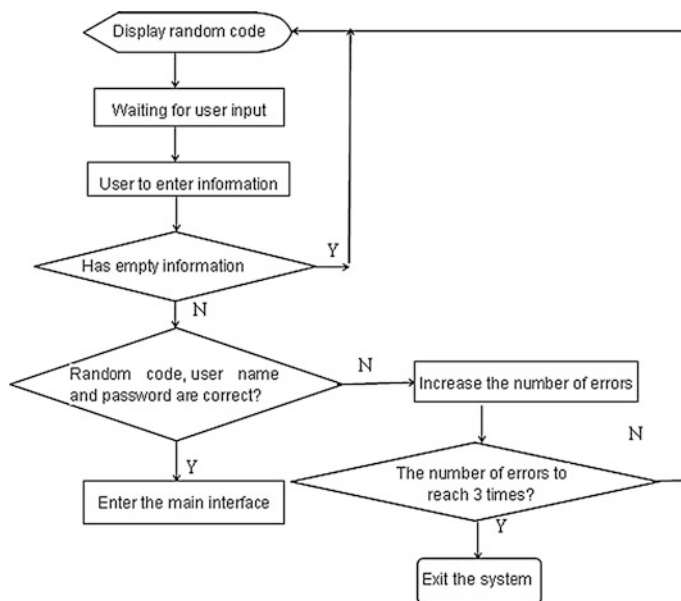 Display random code
Waiting for user input
User to enter information
Has empty information
Y
N
Random code, user name
and password are correct?
N
Increase the number of errors
Y
Enter the main interface
The number of errors to
reach 3 times?
N
Y
Exit the system